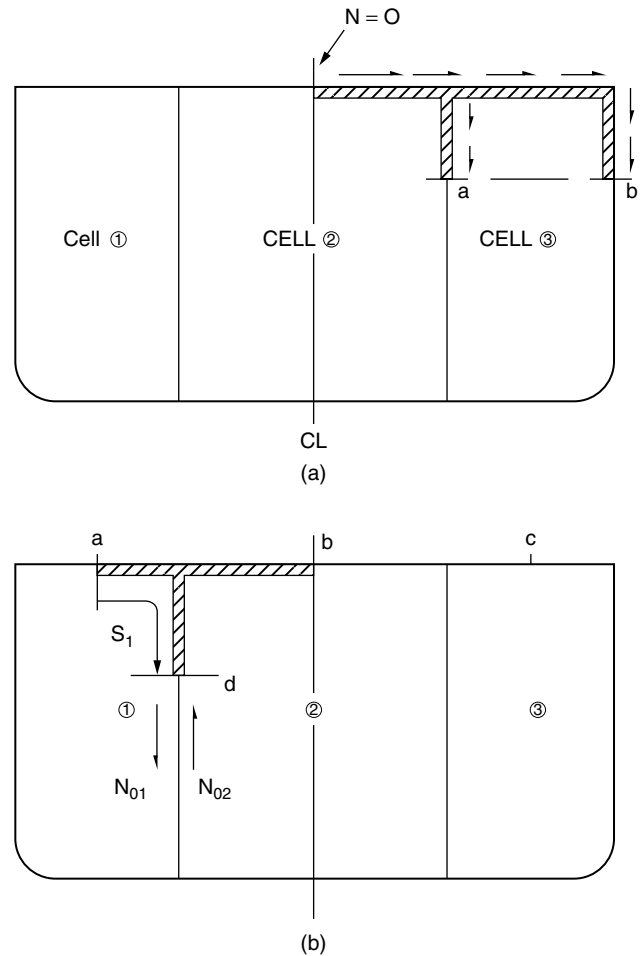 N = O
a
b
Cell ①
CELL ②
CELL ③
CL
(a)
a
b
c
S₁
d
①
②
③
N₀₁
N₀₂
(b)